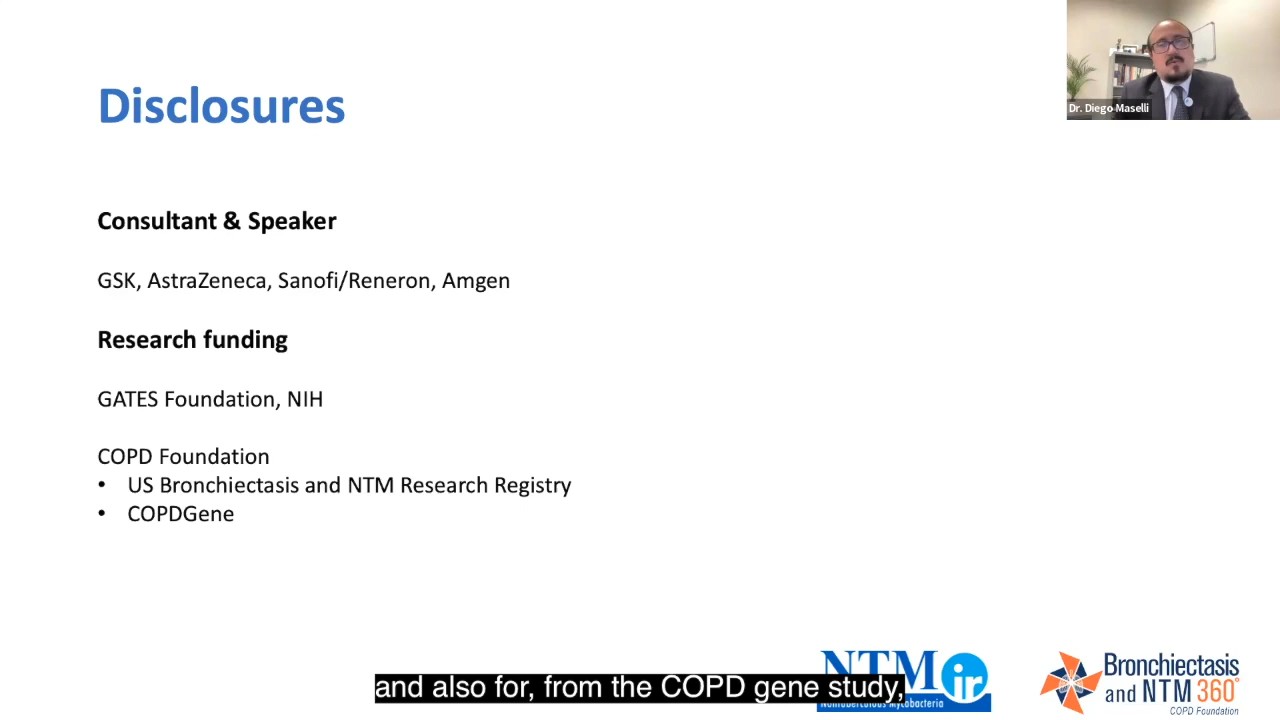 Disclosures
Dr. Diego Maselli
Consultant & Speaker
GSK, AstraZeneca, Sanofi/Reneron, Amgen
Research funding
GATES Foundation, NIH
COPD Foundation
• US Bronchiectasis and NTM Research Registry
• COPDGene
and also for, from the COPD gene study,
NTM ir
Nontuberculous Mycobacteria
Bronchiectasis
and NTM 360°
COPD Foundation